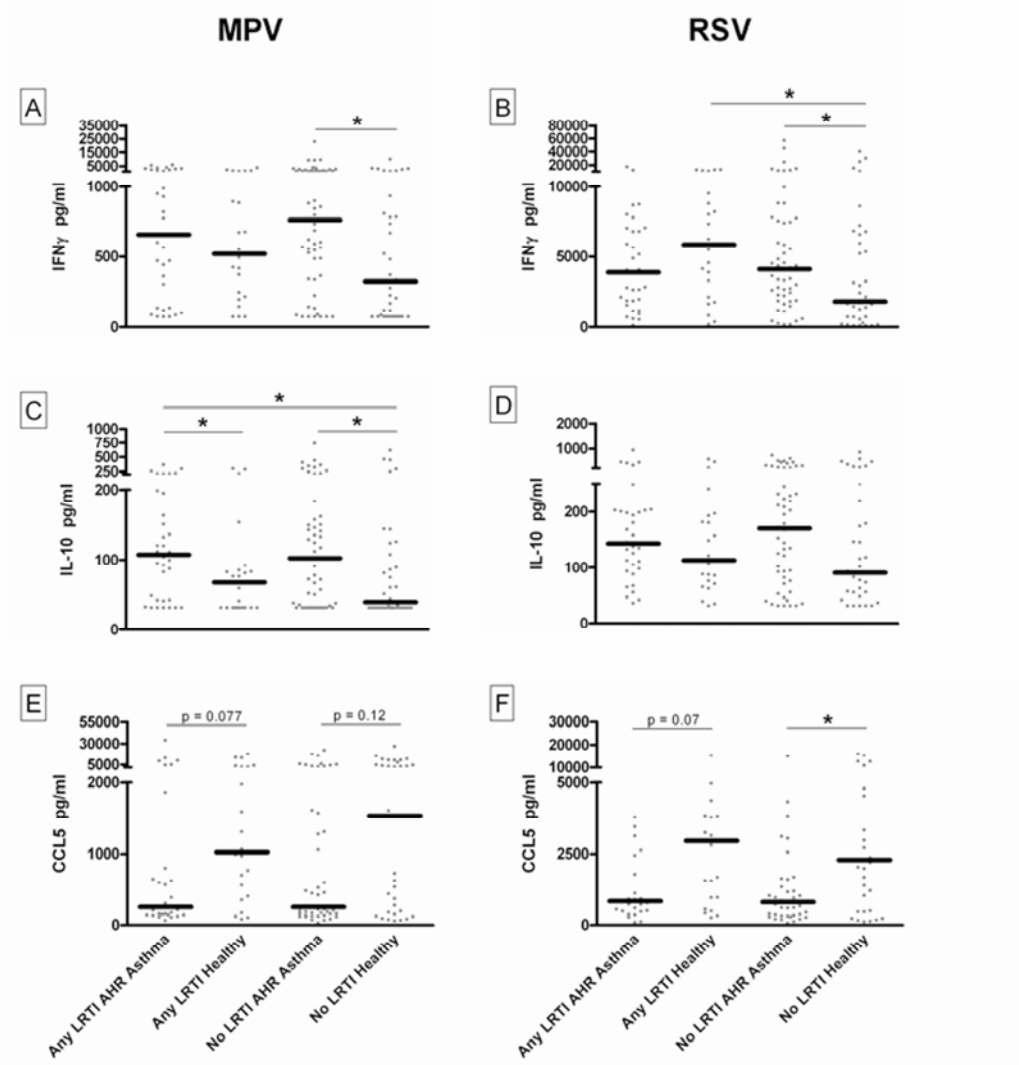 MPV
RSV
A
35000
25000
15000
5000
1000
500
0
IFNγ pg/ml
*
B
80000
60000
40000
20000
10000
5000
0
IFNγ pg/ml
*
*
C
1000
750
500
250
200
100
0
IL-10 pg/ml
*
*
*
D
2000
1000
200
100
0
IL-10 pg/ml
E
55000
30000
5000
2000
1000
0
CCL5 pg/ml
p = 0.077
p = 0.12
F
30000
20000
10000
5000
2500
0
CCL5 pg/ml
p = 0.07
*
Any LRTI AHR Asthma
Any LRTI Healthy
No LRTI AHR Asthma
No LRTI Healthy
Any LRTI AHR Asthma
Any LRTI Healthy
No LRTI AHR Asthma
No LRTI Healthy